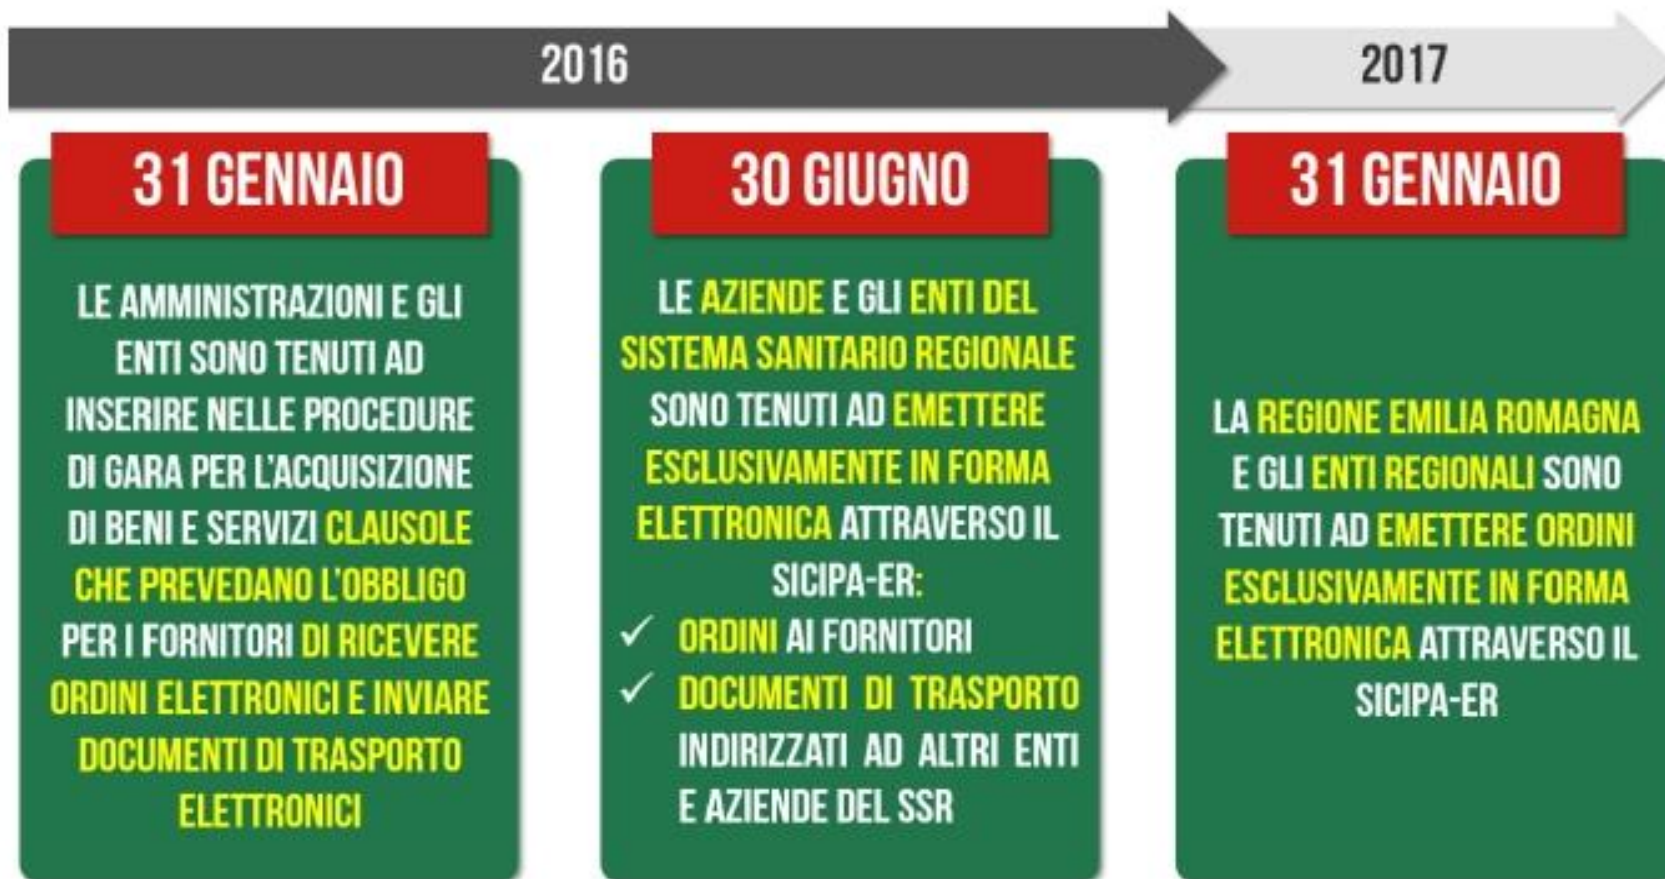 2016
2017
31 GENNAIO
LE AMMINISTRAZIONI E GLI
ENTI SONO TENUTI AD
INSERIRE NELLE PROCEDURE
DI GARA PER L'ACQUISIZIONE
DI BENI E SERVIZI CLAUSOLE
CHE PREVEDANO L'OBBLIGO
PER I FORNITORI DI RICEVERE
ORDINI ELETTRONICI E INVIARE
DOCUMENTI DI TRASPORTO
ELETTRONICI
30 GIUGNO
LE AZIENDE E GLI ENTI DEL
SISTEMA SANITARIO REGIONALE
SONO TENUTI AD EMETTERE
ESCLUSIVAMENTE IN FORMA
ELETTRONICA ATTRAVERSO IL
SICIPA-ER:
✓ ORDINI AI FORNITORI
✓ DOCUMENTI DI TRASPORTO
INDIRIZZATI AD ALTRI ENTI
E AZIENDE DEL SSR
31 GENNAIO
LA REGIONE EMILIA ROMAGNA
E GLI ENTI REGIONALI SONO
TENUTI AD EMETTERE ORDINI
ESCLUSIVAMENTE IN FORMA
ELETTRONICA ATTRAVERSO IL
SICIPA-ER